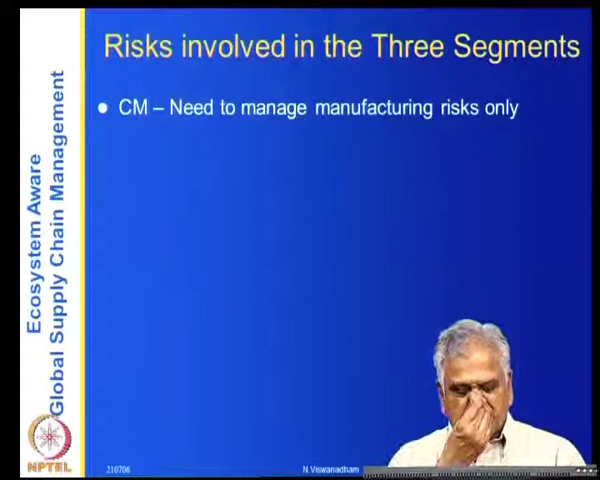 Risks involved in the Three Segments
● CM – Need to manage manufacturing risks only
Ecosystem Aware
Global Supply Chain Management
NPTEL
210706
N.Viswanadham